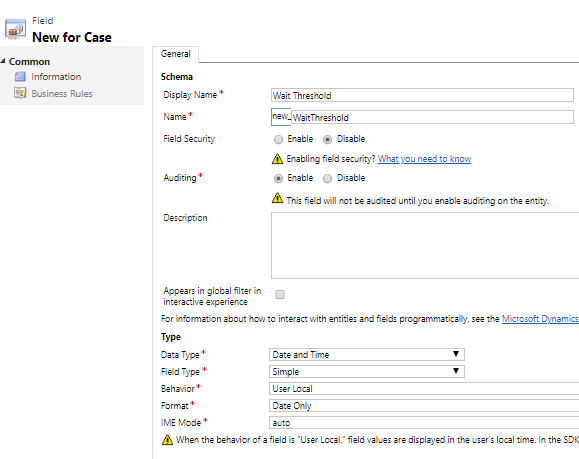 Field
New for Case
Common
Information
Business Rules
General
Schema
Display Name* Wait Threshold
Name* new_ WaitThreshold
Field Security Enable Disable
Enabling field security? What you need to know
Auditing* Enable Disable
This field will not be audited until you enable auditing on the entity.
Description
Appears in global filter in
interactive experience
For information about how to interact with entities and fields programmatically, see the Microsoft Dynamics
Type
Data Type* Date and Time
Field Type* Simple
Behavior* User Local
Format* Date Only
IME Mode* auto
When the behavior of a field is "User Local," field values are displayed in the user's local time. In the SDK